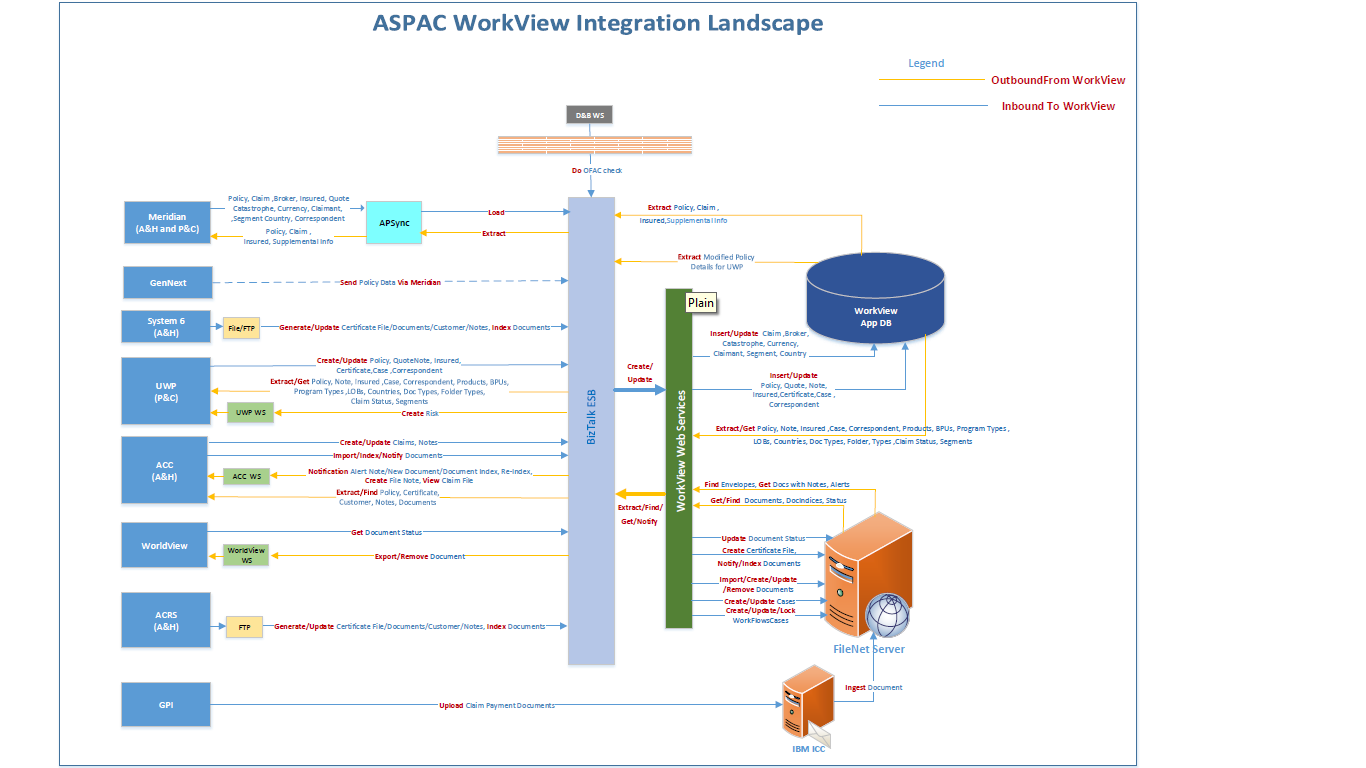 ASPAC WorkView Integration Landscape
Legend
OutboundFrom WorkView
Inbound To WorkView
D&B WS
Do OFAC check
Meridian
(A&H and P&C)
Policy, Claim ,Broker, Insured, Quote
Catastrophe, Currency, Claimant,
,Segment Country, Correspondent
Policy, Claim ,
Insured, Supplemental Info
APSync
Load
Extract
Extract Policy, Claim ,
Insured,Supplemental Info
Extract Modified Policy
Details for UWP
WorkView
App DB
GenNext
Send Policy Data Via Meridian
Plain
System 6
(A&H)
File/FTP
Generate/Update Certificate File/Documents/Customer/Notes, Index Documents
Insert/Update Claim ,Broker,
Catastrophe, Currency,
Claimant, Segment, Country
UWP
(P&C)
Create/Update Policy, QuoteNote, Insured,
Certificate,Case ,Correspondent
Extract/Get Policy, Note, Insured ,Case, Correspondent, Products, BPUs,
Program Types ,LOBs, Countries, Doc Types, Folder Types,
Claim Status, Segments
UWP WS
Create Risk
BizTalk ESB
Create/
Update
WorkView Web Services
Insert/Update
Policy, Quote, Note,
Insured,Certificate,Case ,
Correspondent
Extract/Get Policy, Note, Insured ,Case, Correspondent, Products, BPUs, Program Types ,
LOBs, Countries, Doc Types, Folder, Types ,Claim Status, Segments
ACC
(A&H)
Create/Update Claims, Notes
Import/Index/Notify Documents
ACC WS
Notification Alert Note/New Document/Document Index, Re-Index,
Create File Note, View Claim File
Extract/Find Policy, Certificate,
Customer, Notes, Documents
Extract/Find/
Get/Notify
Find Envelopes, Get Docs with Notes, Alerts
Get/Find Documents, DocIndices, Status
WorldView
Get Document Status
WorldView
WS
Export/Remove Document
Update Document Status
Create Certificate File,
Notify/Index Documents
Import/Create/Update
/Remove Documents
Create/Update Cases
Create/Update/Lock
WorkFlowsCases
FileNet Server
ACRS
(A&H)
FTP
Generate/Update Certificate File/Documents/Customer/Notes, Index Documents
Ingest Document
GPI
Upload Claim Payment Documents
IBM ICC